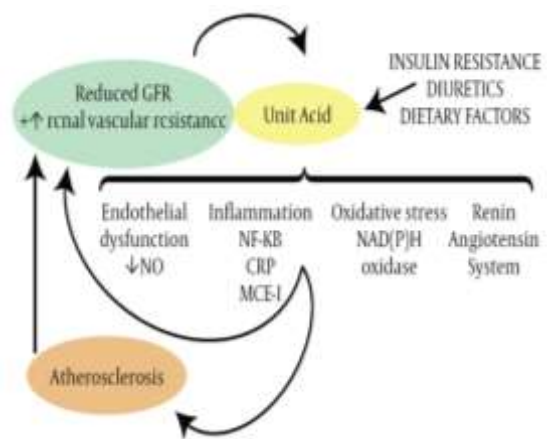 Reduced GFR
+↑ rcnal vascular rcsistancc
Unit Acid
INSULIN RESISTANCE
DIURETICS
DIETARY FACTORS
Endothelial
dysfunction
↓NO
Inflammation
NF-KB
CRP
MCE-I
Oxidative stress
NAD(P)H
oxidase
Renin
Angiotensin
System
Atherosclerosis